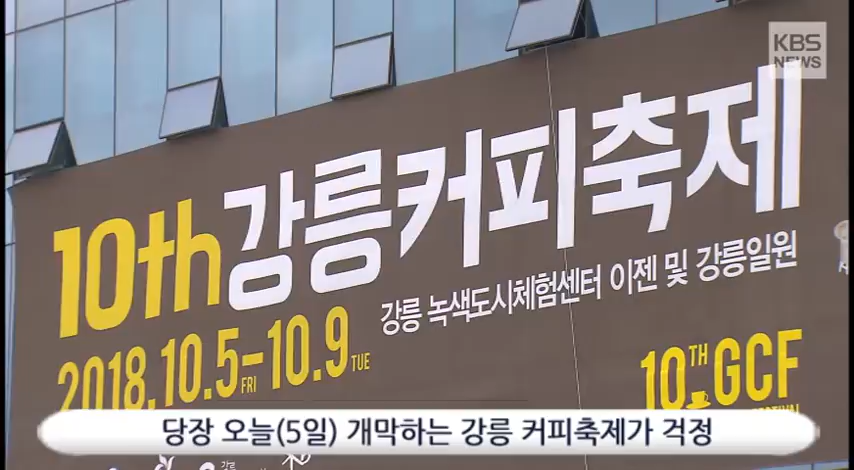 KBS
NEWS
10th 강릉커피축제
강릉 녹색도시체험센터 이젠 및 강릉일원
2018.10.5-10.9
FRI
TUE
10TH GCF
당장 오늘(5일) 개막하는 강릉 커피축제가 걱정